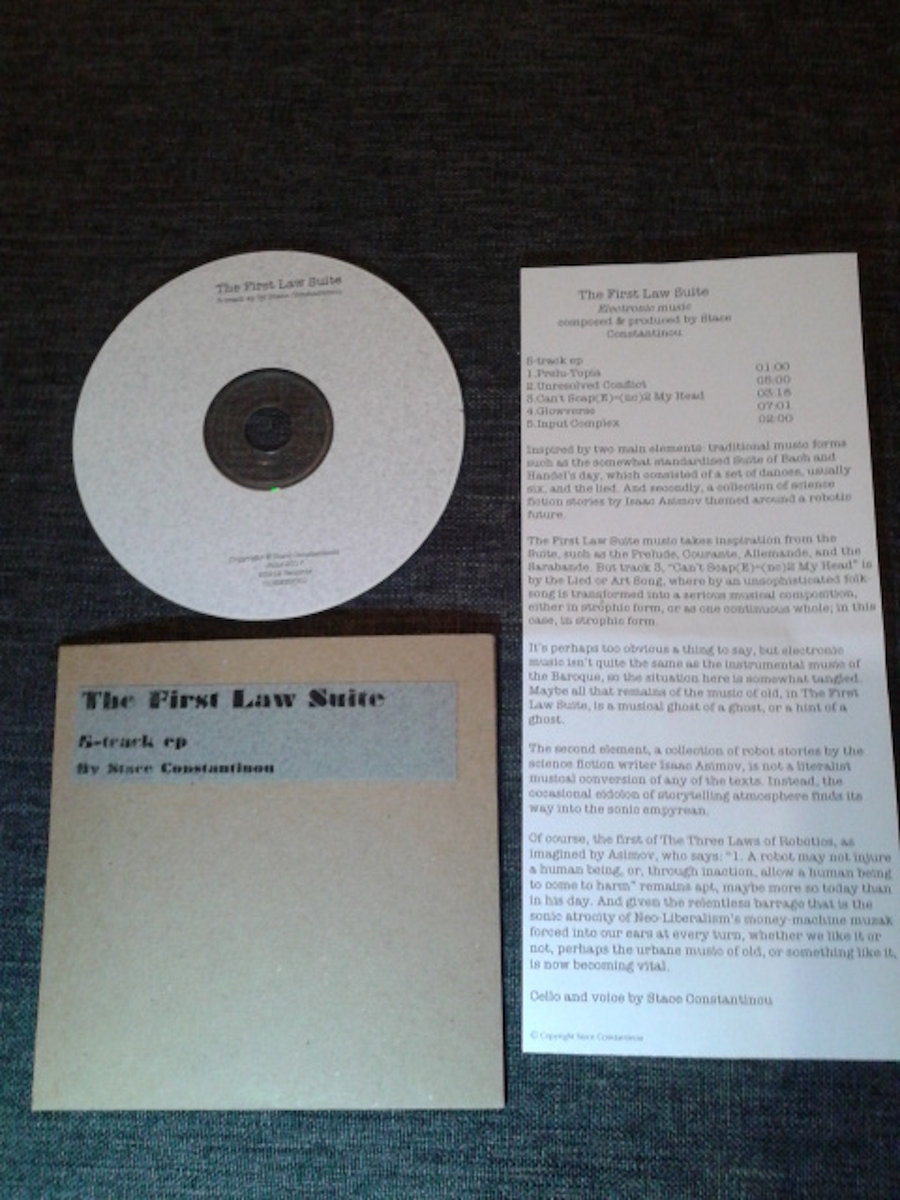 The First Law Suite
5-track ep by Stace Constantinou
Copyright © Stace Constantinou
The First Law Suite
5-track ep
By Stace Constantinou
The First Law Suite
Electronic music
composed & produced by Stace
Constantinou
5-track ep
1.Prelu-Topia 01:00
2.Unresolved Conflict 05:00
3.Can't Scap(E)=(mc)2 My Head 03:18
4.Glowverse 07:01
5.Input Complex 02:00
Inspired by two main elements: traditional music forms
such as the somewhat standardised Suite of Bach and
Handel's day, which consisted of a set of dances, usually
six, and the lied. And secondly, a collection of science
fiction stories by Isaac Asimov themed around a robotic
future.
The First Law Suite music takes inspiration from the
Suite, such as the Prelude, Courante, Allemande, and the
Sarabande. But track 3, "Can't Scap(E)=(mc)2 My Head" is
by the Lied or Art Song, where by an unsophisticated folk-
song is transformed into a serious musical composition,
either in strophic form, or as one continuous whole; in this
case, in strophic form.
It's perhaps too obvious a thing to say, but electronic
music isn't quite the same as the instrumental music of
the Baroque, so the situation here is somewhat tangled.
Maybe all that remains of the music of old, in The First
Law Suite, is a musical ghost of a ghost, or a hint of a
ghost.
The second element, a collection of robot stories by the
science fiction writer Isaac Asimov, is not a literalist
musical conversion of any of the texts. Instead, the
occasional eidolon of storytelling atmosphere finds its
way into the sonic empyrean.
Of course, the first of The Three Laws of Robotics, as
imagined by Asimov, who says: "1. A robot may not injure
a human being, or, through inaction, allow a human being
to come to harm" remains apt, maybe more so today than
in his day. And given the relentless barrage that is the
sonic atrocity of Neo-Liberalism's money-machine muzak
forced into our ears at every turn, whether we like it or
not, perhaps the urbane music of old, or something like it,
is now becoming vital.
Cello and voice by Stace Constantinou
© Copyright Stace Constantinou